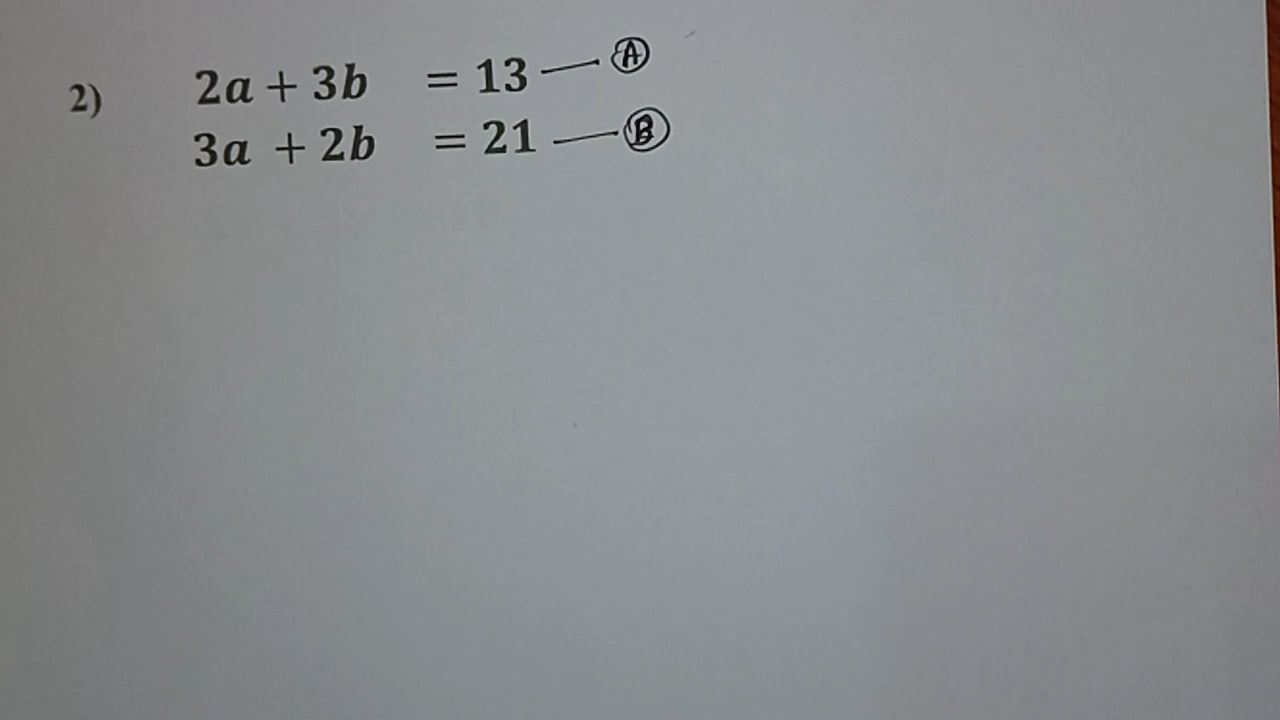 2) 2a + 3b = 13 — Ⓐ
3a + 2b = 21 — Ⓑ